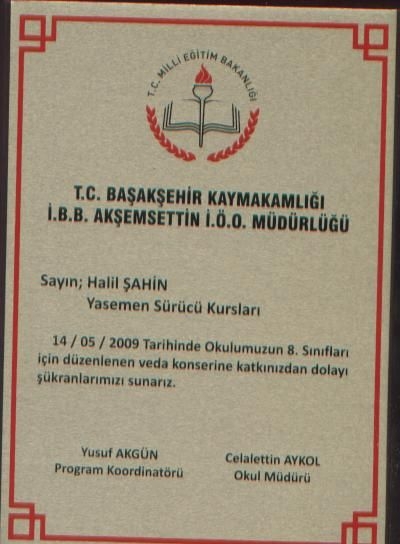 T.C. MİLLİ EĞİTİM BAKANLIĞI
T.C. BAŞAKŞEHİR KAYMAKAMLIĞI
İ.B.B. AKŞEMSETTİN İ.Ö.O. MÜDÜRLÜĞÜ
Sayın; Halil ŞAHİN
Yasemen Sürücü Kursları
14 / 05 / 2009 Tarihinde Okulumuzun 8. Sınıfları
için düzenlenen veda konserine katkınızdan dolayı
şükranlarımızı sunarız.
Yusuf AKGÜN
Program Koordinatörü
Celalettin AYKOL
Okul Müdürü